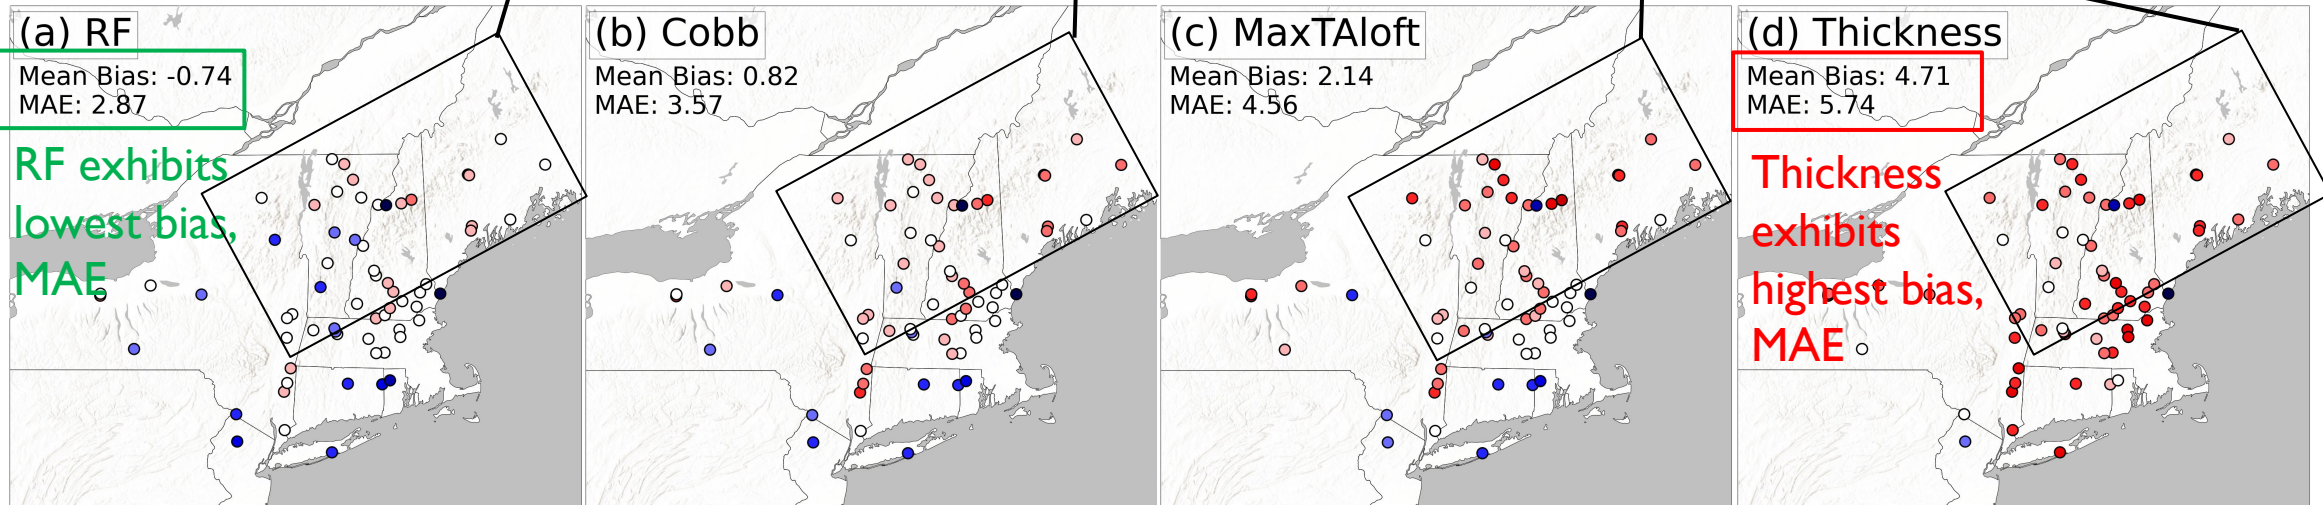 (a) RF
Mean Bias: -0.74
MAE: 2.87
RF exhibits
lowest bias,
MAE
(b) Cobb
Mean Bias: 0.82
MAE: 3.57
(c) MaxTAloft
Mean Bias: 2.14
MAE: 4.56
(d) Thickness
Mean Bias: 4.71
MAE: 5.74
Thickness
exhibits
highest bias,
MAE